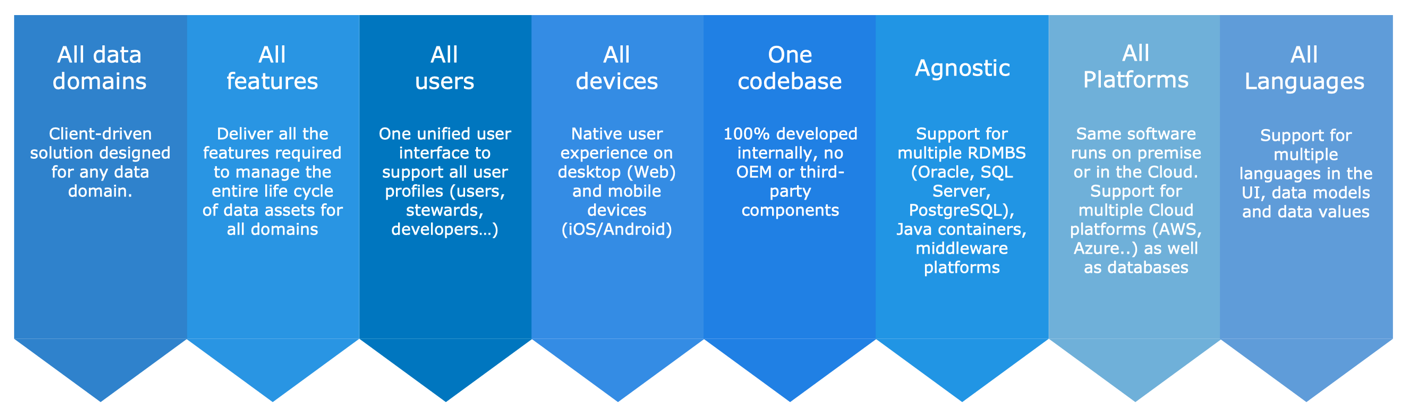 All data
domains
Client-driven
solution designed
for any data
domain.
All
features
Deliver all the
features required
to manage the
entire life cycle
of data assets for
all domains
All
users
One unified user
interface to
support all user
profiles (users,
stewards,
developers…)
All
devices
Native user
experience on
desktop (Web)
and mobile
devices
(iOS/Android)
One
codebase
100% developed
internally, no
OEM or third-
party
components
Agnostic
Support for
multiple RDMBS
(Oracle, SQL
Server,
PostgreSQL),
Java containers,
middleware
platforms
All
Platforms
Same software
runs on premise
or in the Cloud.
Support for
multiple Cloud
platforms (AWS,
Azure..) as well
as databases
All
Languages
Support for
multiple
languages in the
UI, data models
and data values